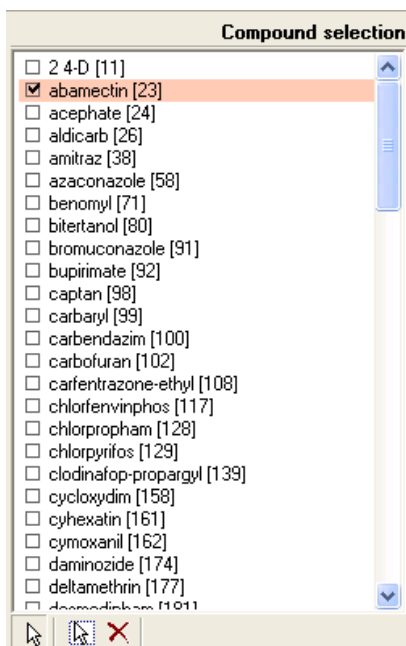 Compound selection
2 4-D [11]
abamectin [23]
acephate [24]
aldicarb [26]
amitraz [38]
azaconazole [58]
benomyl [71]
bitertanol [80]
bromuconazole [91]
bupirimate [92]
captan [98]
carbaryl [99]
carbendazim [100]
carbofuran [102]
carfentrazone-ethyl [108]
chlorfenvinphos [117]
chlorpropham [128]
chlorpyrifos [129]
clodinafop-propargyl [139]
cycloxydim [158]
cyhexatin [161]
cymoxanil [162]
daminozide [174]
deltamethrin [177]
desmedipham [181]